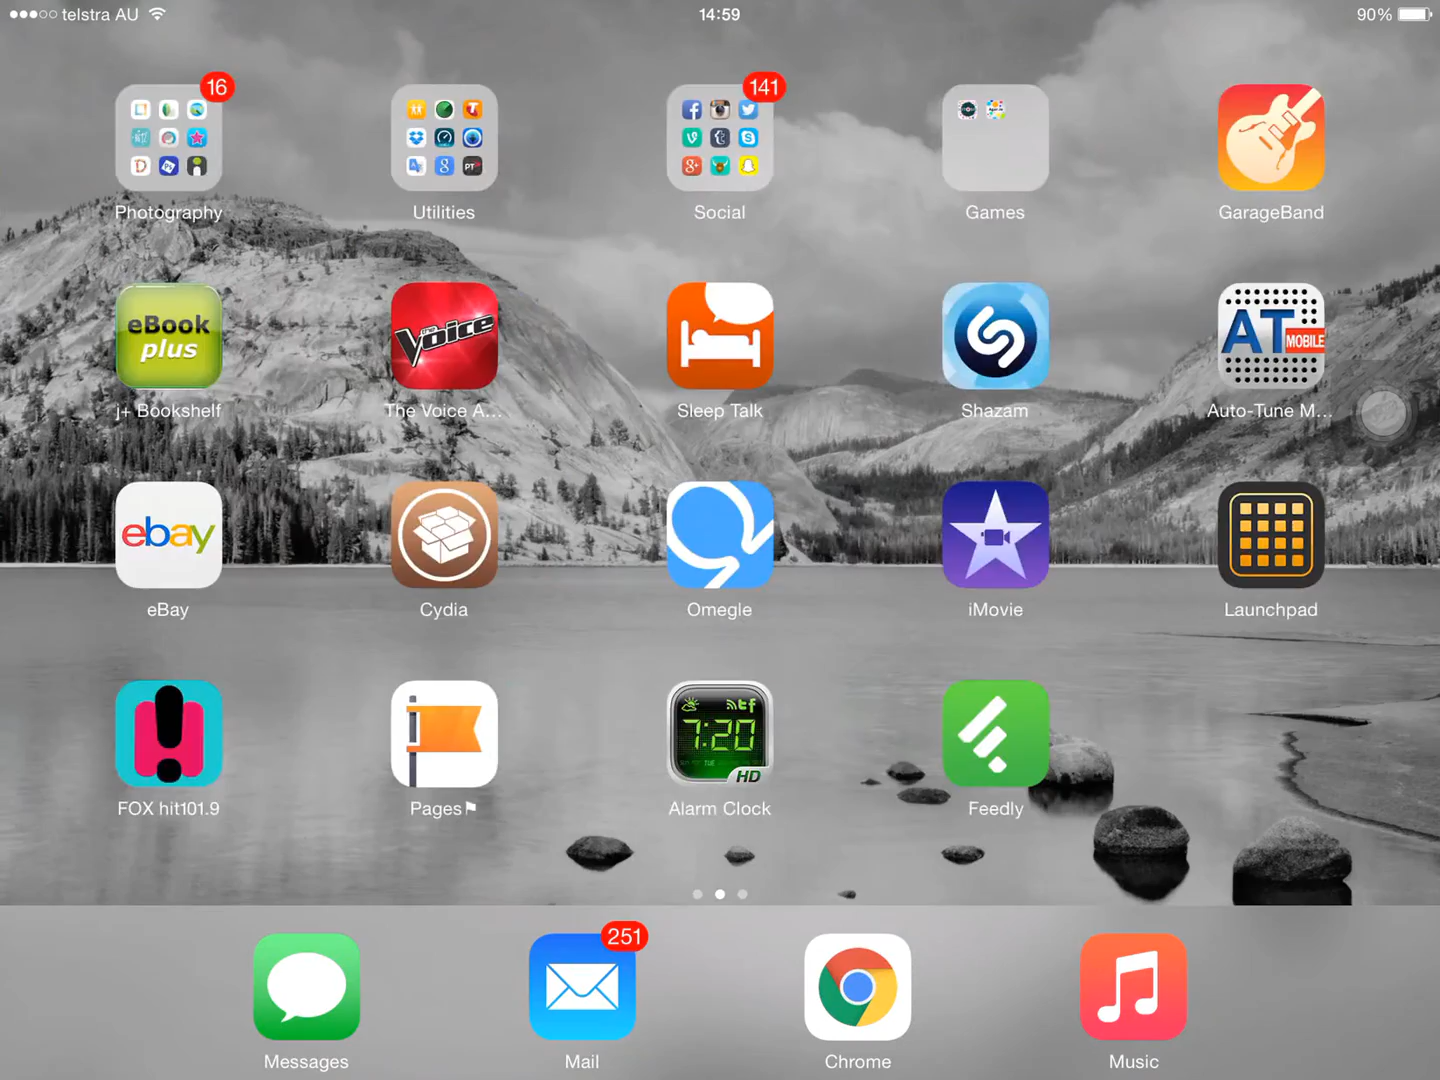 telstra AU
14:59
90%
16
141
Photography
Utilities
Social
Games
GarageBand
eBook
plus
the
Voice
AT
MOBILE
j+ Bookshelf
The Voice A...
Sleep Talk
Shazam
Auto-Tune M...
ebay
eBay
Cydia
Omegle
iMovie
Launchpad
7:20
HD
FOX hit101.9
Pages
Alarm Clock
Feedly
251
Messages
Mail
Chrome
Music